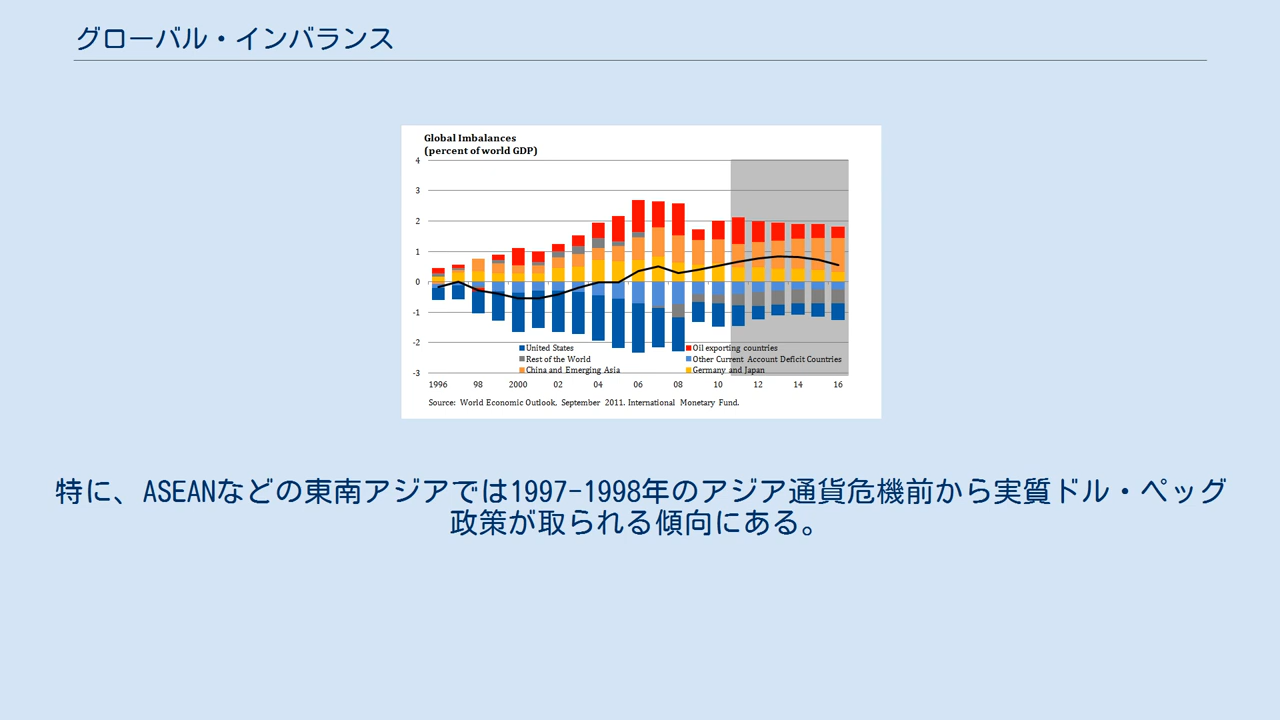 グローバル・インバランス
Global Imbalances
(percent of world GDP)
4
3
2
1
0
-1
-2
-3
United States
Oil exporting countries
Rest of the World
Other Current Account Deficit Countries
China and Emerging Asia
Germany and Japan
1996 98 2000 02 04 06 08 10 12 14 16
Source: World Economic Outlook, September 2011, International Monetary Fund.
特に、ASEANなどの東南アジアでは1997-1998年のアジア通貨危機前から実質ドル・ペッグ
政策が取られる傾向にある。